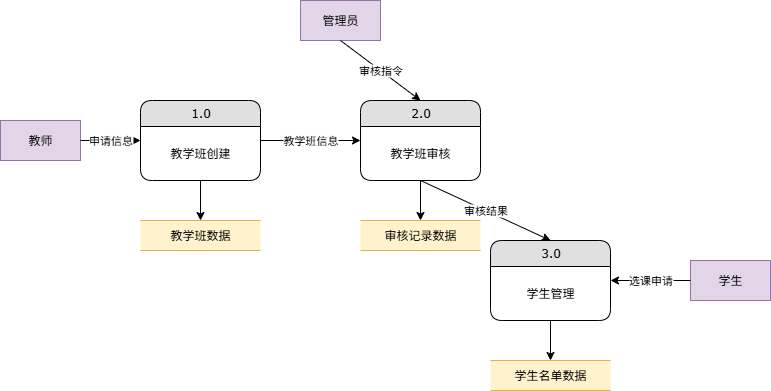 管理员
审核指令
1.0
2.0
教师
申请信息
教学班创建
教学班信息
教学班审核
审核结果
教学班数据
审核记录数据
3.0
学生管理
选课申请
学生
学生名单数据